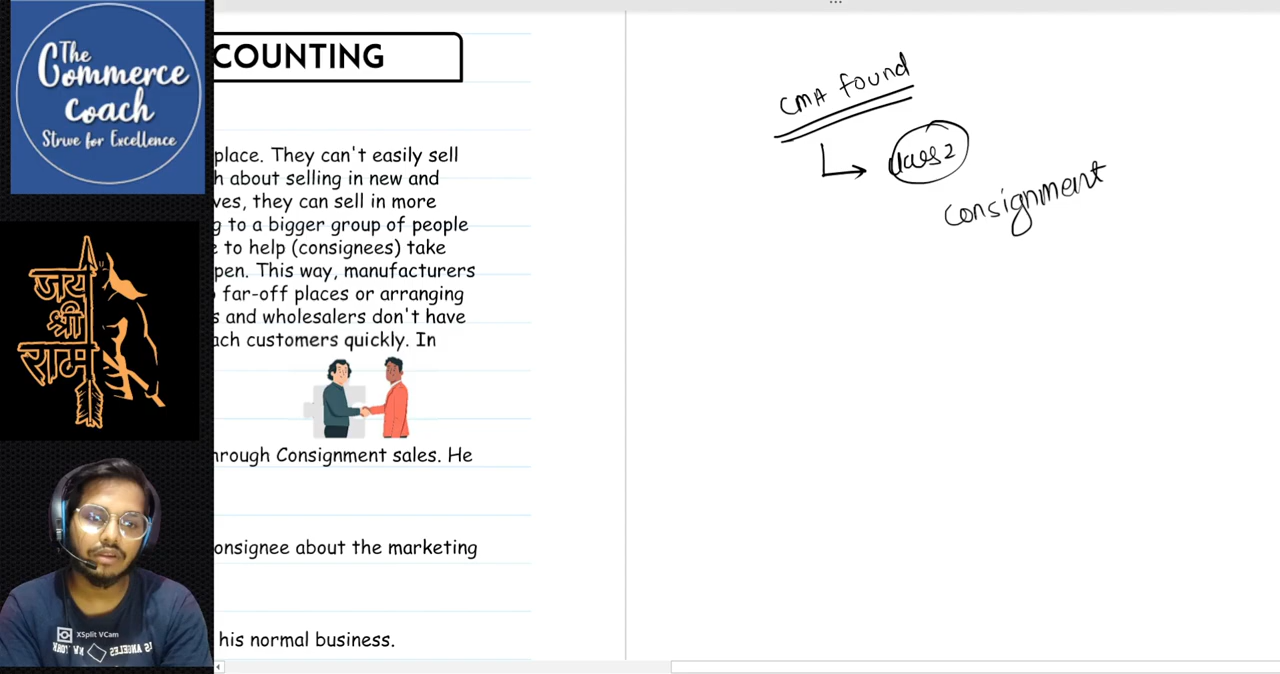 The
Commerce
Coach
Strive for Excellence
जय
श्री
राम
XSplit VCam
COUNTING
place. They can't easily sell
h about selling in new and
ves, they can sell in more
g to a bigger group of people
e to help (consignees) take
pen. This way, manufacturers
far-off places or arranging
s and wholesalers don't have
ach customers quickly. In
hrough Consignment sales. He
onsignee about the marketing
his normal business.
CMA found
consignment